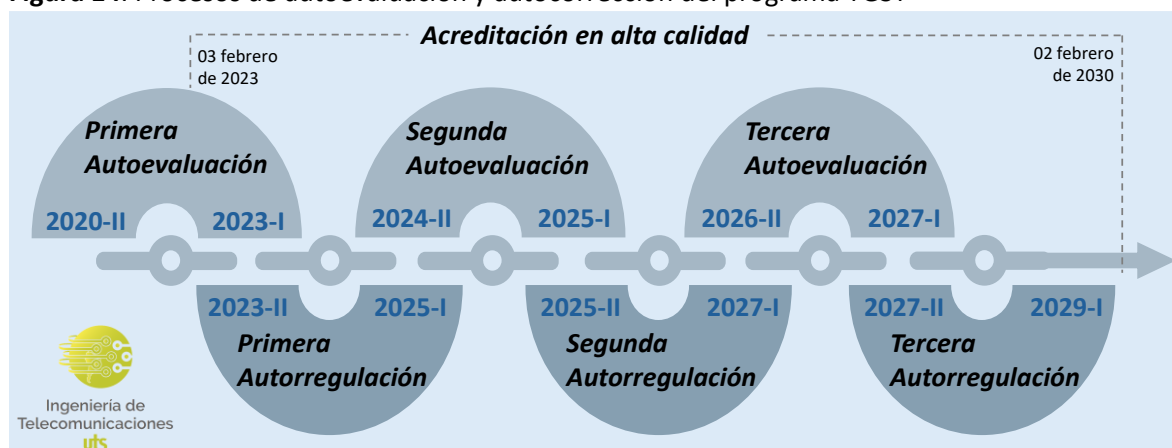 Acreditación en alta calidad
03 febrero
de 2023
02 febrero
de 2030
Primera
Autoevaluación
2020-II 2023-I
Segunda
Autoevaluación
2024-II 2025-I
Tercera
Autoevaluación
2026-II 2027-I
2023-II 2025-I
Primera
Autorregulación
2025-II 2027-I
Segunda
Autorregulación
2027-II 2029-I
Tercera
Autorregulación
Ingeniería de
Telecomunicaciones
uts